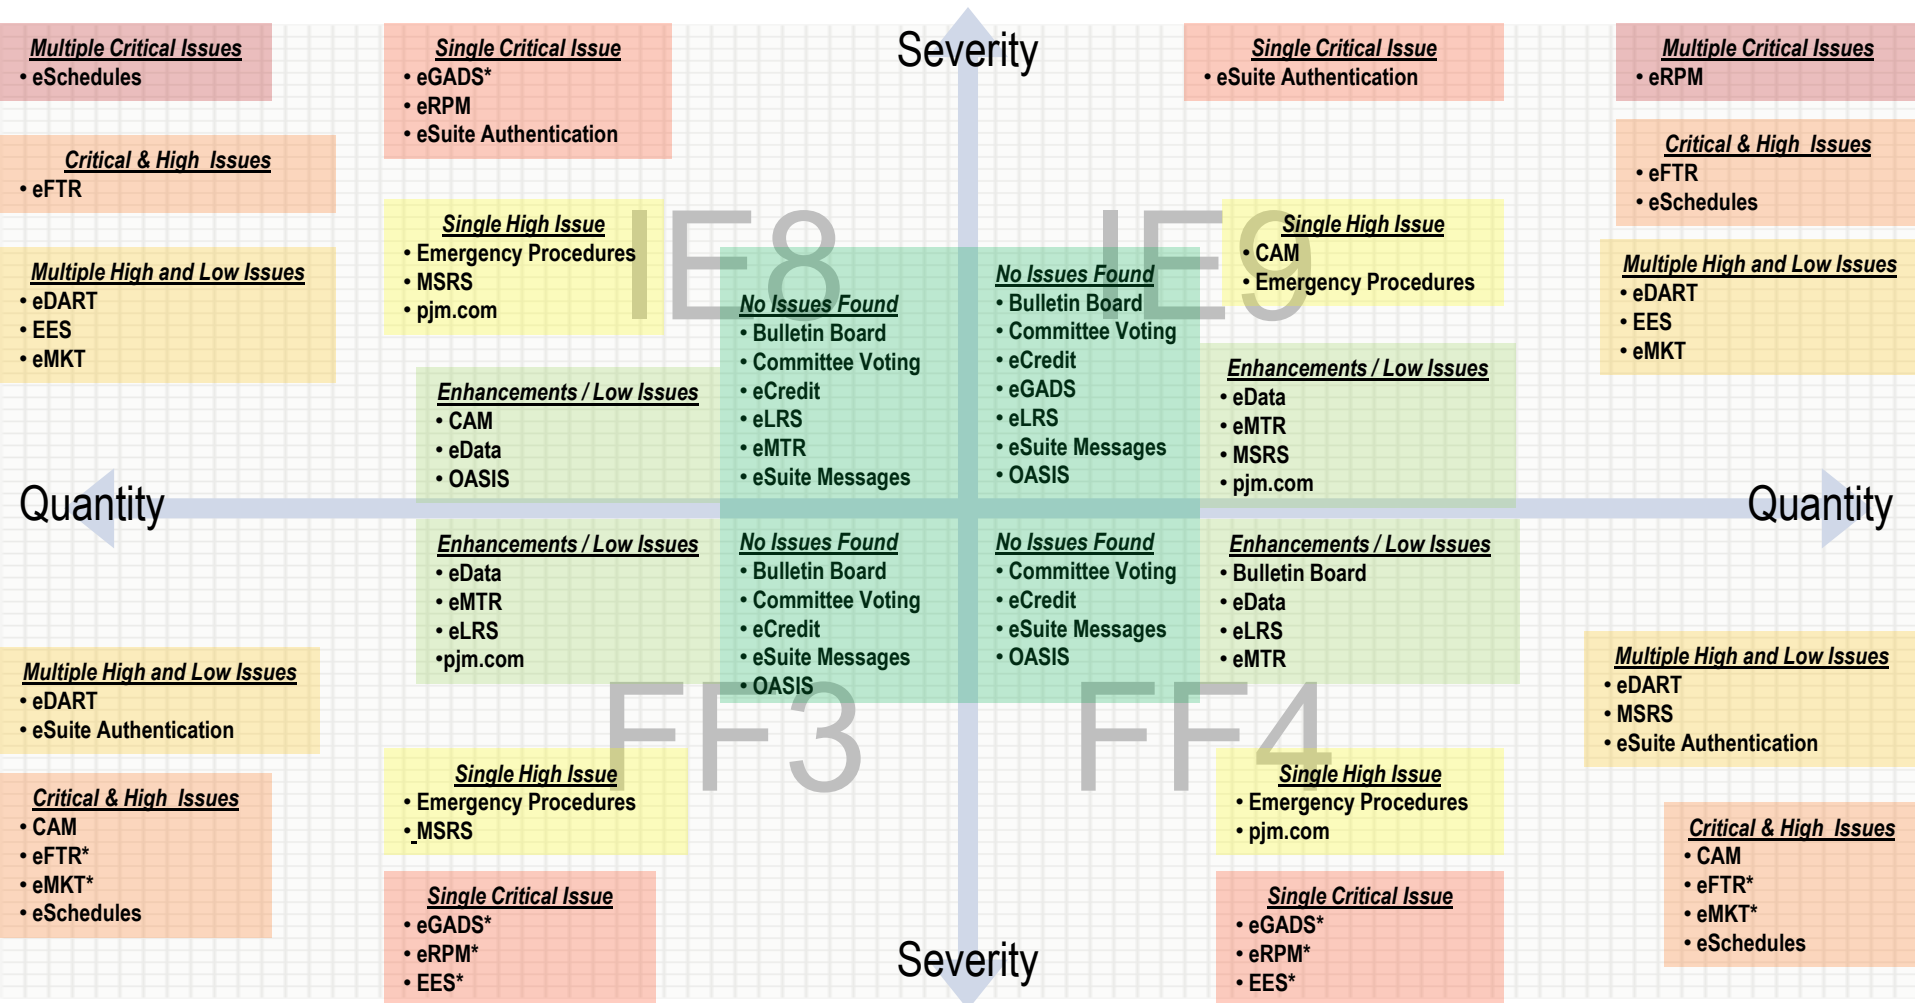 Severity
Multiple Critical Issues
• eSchedules
Critical & High  Issues
• eFTR
Multiple High and Low Issues
• eDART
• EES
• eMKT
Single Critical Issue
• eGADS*
• eRPM
• eSuite Authentication
Single High Issue
• Emergency Procedures
• MSRS
• pjm.com
Enhancements / Low Issues
• CAM
• eData
• OASIS
IE8
No Issues Found
• Bulletin Board
• Committee Voting
• eCredit
• eLRS
• eMTR
• eSuite Messages
IE9
No Issues Found
• Bulletin Board
• Committee Voting
• eCredit
• eGADS
• eLRS
• eSuite Messages
• OASIS
Single Critical Issue
• eSuite Authentication
Single High Issue
• CAM
• Emergency Procedures
Enhancements / Low Issues
• eData
• eMTR
• MSRS
• pjm.com
Multiple Critical Issues
• eRPM
Critical & High  Issues
• eFTR
• eSchedules
Multiple High and Low Issues
• eDART
• EES
• eMKT
Quantity
Quantity
Enhancements / Low Issues
• eData
• eMTR
• eLRS
•pjm.com
No Issues Found
• Bulletin Board
• Committee Voting
• eCredit
• eSuite Messages
• OASIS
FF3
Multiple High and Low Issues
• eDART
• eSuite Authentication
Critical & High  Issues
• CAM
• eFTR*
• eMKT*
• eSchedules
Single High Issue
• Emergency Procedures
• MSRS
Single Critical Issue
• eGADS*
• eRPM*
• EES*
No Issues Found
• Committee Voting
• eCredit
• eSuite Messages
• OASIS
FF4
Enhancements / Low Issues
• Bulletin Board
• eData
• eLRS
• eMTR
Multiple High and Low Issues
• eDART
• MSRS
• eSuite Authentication
Single High Issue
• Emergency Procedures
• pjm.com
Critical & High  Issues
• CAM
• eFTR*
• eMKT*
• eSchedules
Single Critical Issue
• eGADS*
• eRPM*
• EES*
Severity